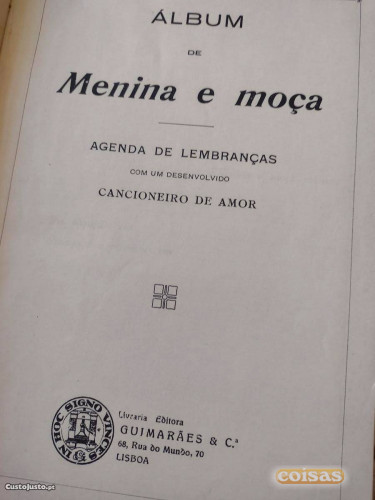 ÁLBUM
DE
Menina e moça
AGENDA DE LEMBRANÇAS
COM UM DESENVOLVIDO
CANCIONEIRO DE AMOR
IN HOC SIGNO VINCES
Livraria Editora
GUIMARÃES & C.ª
68, Rua do Mundo, 70
LISBOA
CustoJusto.pt
coisas